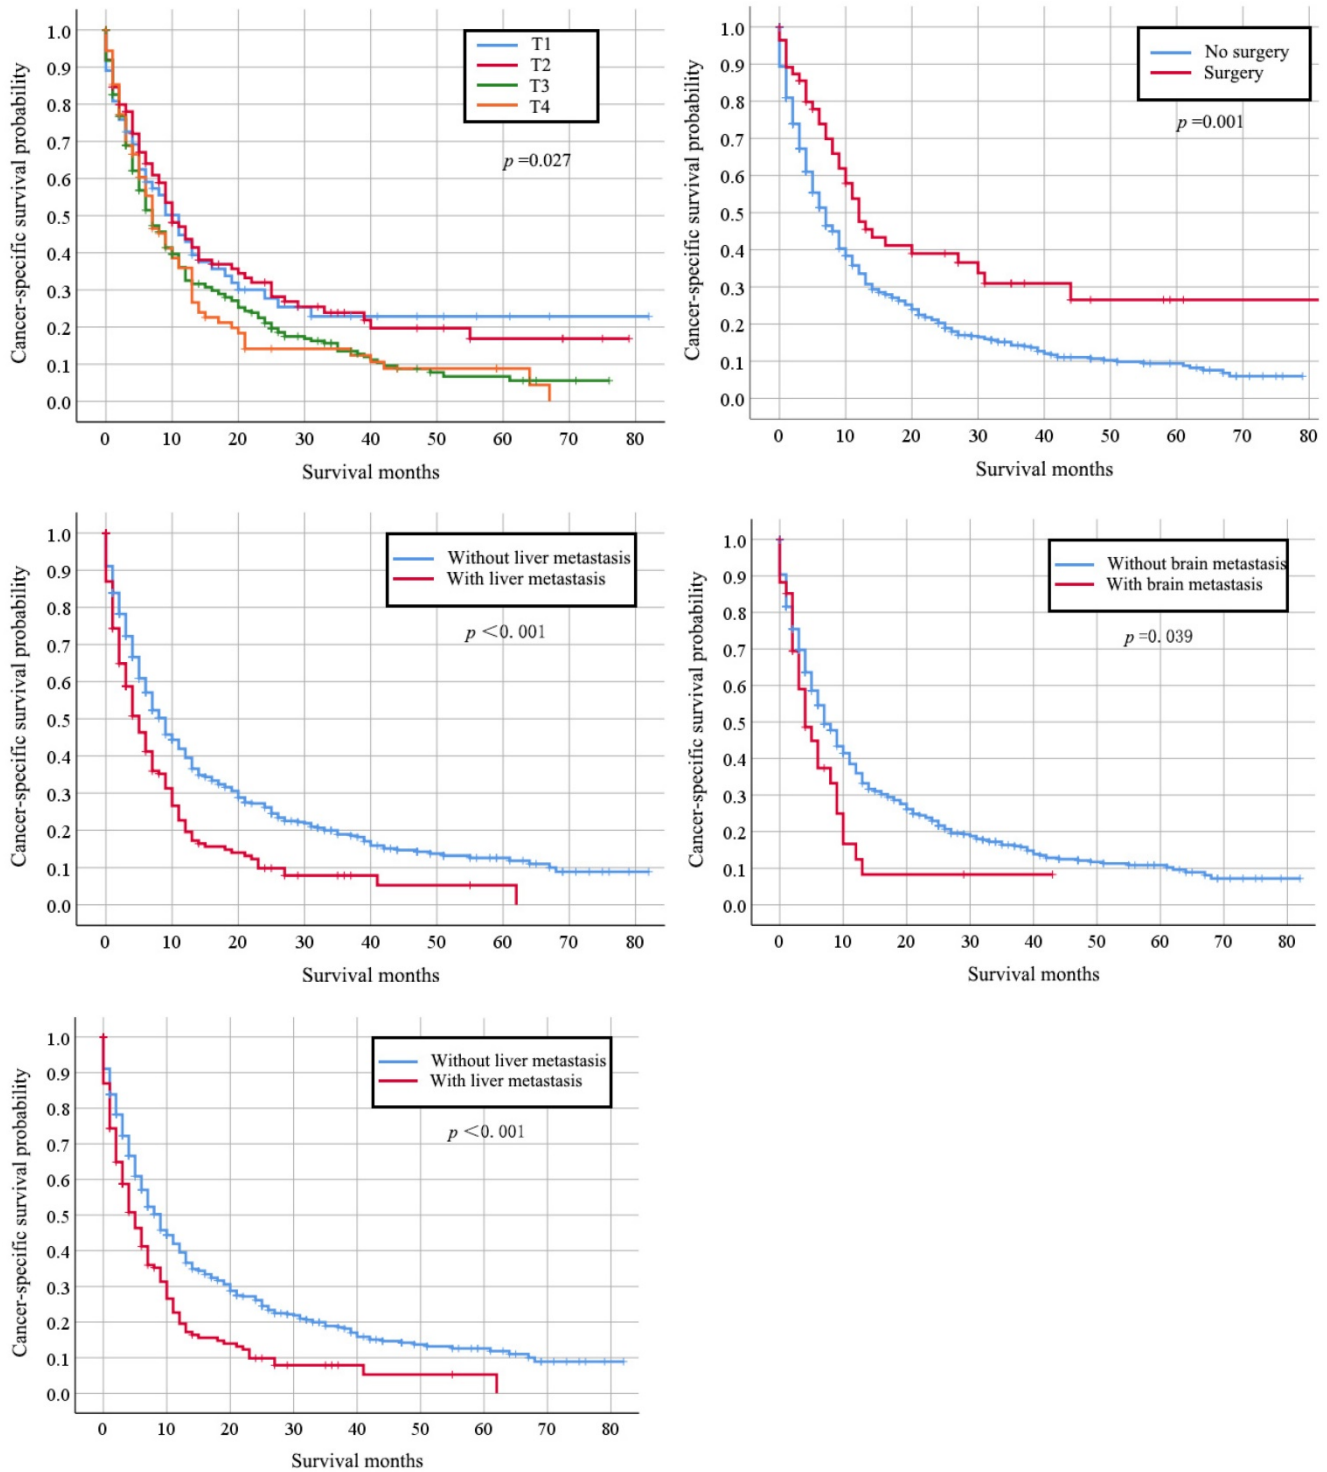 Cancer-specific survival probability
1.0
0.9
0.8
0.7
0.6
0.5
0.4
0.3
0.2
0.1
0.0
T1
T2
T3
T4
p =0.027
0 10 20 30 40 50 60 70 80
Survival months
Cancer-specific survival probability
1.0
0.9
0.8
0.7
0.6
0.5
0.4
0.3
0.2
0.1
0.0
No surgery
Surgery
p =0.001
0 10 20 30 40 50 60 70 80
Survival months
Cancer-specific survival probability
1.0
0.9
0.8
0.7
0.6
0.5
0.4
0.3
0.2
0.1
0.0
Without liver metastasis
With liver metastasis
p <0.001
0 10 20 30 40 50 60 70 80
Survival months
Cancer-specific survival probability
1.0
0.9
0.8
0.7
0.6
0.5
0.4
0.3
0.2
0.1
0.0
Without brain metastasis
With brain metastasis
p =0.039
0 10 20 30 40 50 60 70 80
Survival months
Cancer-specific survival probability
1.0
0.9
0.8
0.7
0.6
0.5
0.4
0.3
0.2
0.1
0.0
Without liver metastasis
With liver metastasis
p <0.001
0 10 20 30 40 50 60 70 80
Survival months